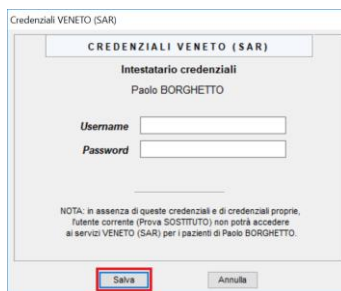 Credenziali VENETO (SAR)
CREDENZIALI VENETO (SAR)
Intestatario credenziali
Paolo BORGHETTO
Username
Password
NOTA: in assenza di queste credenziali e di credenziali proprie,
l'utente corrente (Prova SOSTITUTO) non potrà accedere
ai servizi VENETO (SAR) per i pazienti di Paolo BORGHETTO.
Salva Annulla